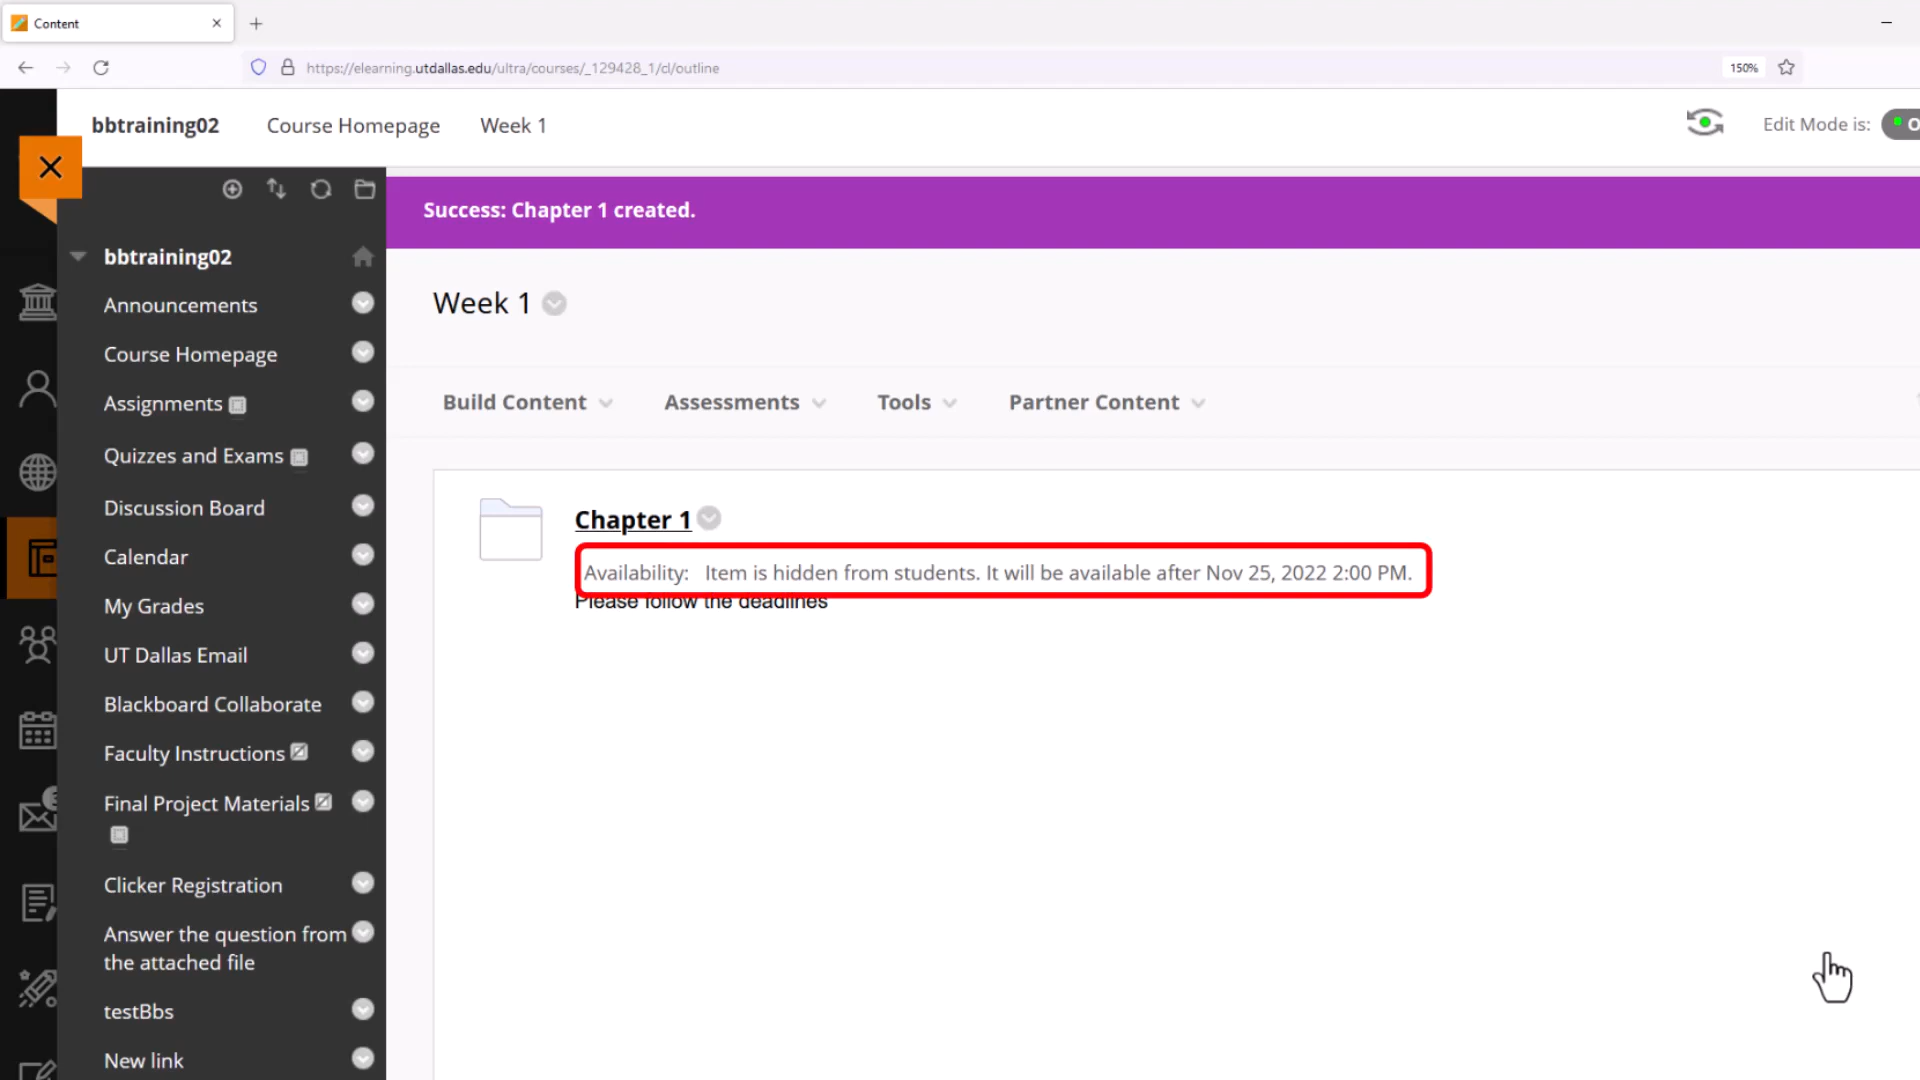 Content
https://elearning.utdallas.edu/ultra/courses/_129428_1/cl/outline
150%
bbtraining02
Course Homepage
Week 1
Edit Mode is:
Success: Chapter 1 created.
bbtraining02
Announcements
Course Homepage
Assignments
Quizzes and Exams
Discussion Board
Calendar
My Grades
UT Dallas Email
Blackboard Collaborate
Faculty Instructions
Final Project Materials
Clicker Registration
Answer the question from
the attached file
testBbs
New link
Week 1
Build Content
Assessments
Tools
Partner Content
Chapter 1
Availability: Item is hidden from students. It will be available after Nov 25, 2022 2:00 PM.
Please follow the deadlines